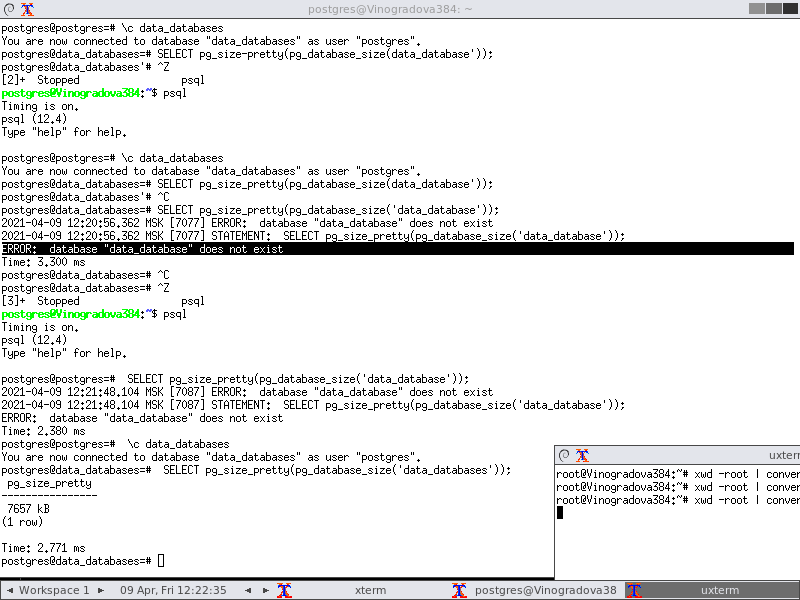 postgres@Vinogradova384: ~
postgres@postgres=# \c data_databases
You are now connected to database "data_databases" as user "postgres".
postgres@data_databases=# SELECT pg_size-pretty(pg_database_size(data_database'));
postgres@data_databases'# ^Z
[2]+  Stopped                 psql
postgres@Vinogradova384:~$ psql
Timing is on.
psql (12.4)
Type "help" for help.

postgres@postgres=# \c data_databases
You are now connected to database "data_databases" as user "postgres".
postgres@data_databases=# SELECT pg_size_pretty(pg_database_size(data_database'));
postgres@data_databases'# ^C
postgres@data_databases=# SELECT pg_size_pretty(pg_database_size('data_database'));
2021-04-09 12:20:56.362 MSK [7077] ERROR:  database "data_database" does not exist
2021-04-09 12:20:56.362 MSK [7077] STATEMENT:  SELECT pg_size_pretty(pg_database_size('data_database'));
ERROR:  database "data_database" does not exist
Time: 3.300 ms
postgres@data_databases=# ^C
postgres@data_databases=# ^Z
[3]+  Stopped                 psql
postgres@Vinogradova384:~$ psql
Timing is on.
psql (12.4)
Type "help" for help.

postgres@postgres=#  SELECT pg_size_pretty(pg_database_size('data_database'));
2021-04-09 12:21:48.104 MSK [7087] ERROR:  database "data_database" does not exist
2021-04-09 12:21:48.104 MSK [7087] STATEMENT:  SELECT pg_size_pretty(pg_database_size('data_database'));
ERROR:  database "data_database" does not exist
Time: 2.380 ms
postgres@postgres=#  \c data_databases
You are now connected to database "data_databases" as user "postgres".
postgres@data_databases=#  SELECT pg_size_pretty(pg_database_size('data_databases'));
 pg_size_pretty
----------------
 7657 kB
(1 row)

Time: 2.771 ms
postgres@data_databases=#
uxterm
root@Vinogradova384:~# xwd -root | conver
root@Vinogradova384:~# xwd -root | conver
root@Vinogradova384:~# xwd -root | conver
Workspace 1
09 Apr, Fri 12:22:35
xterm
postgres@Vinogradova38
uxterm